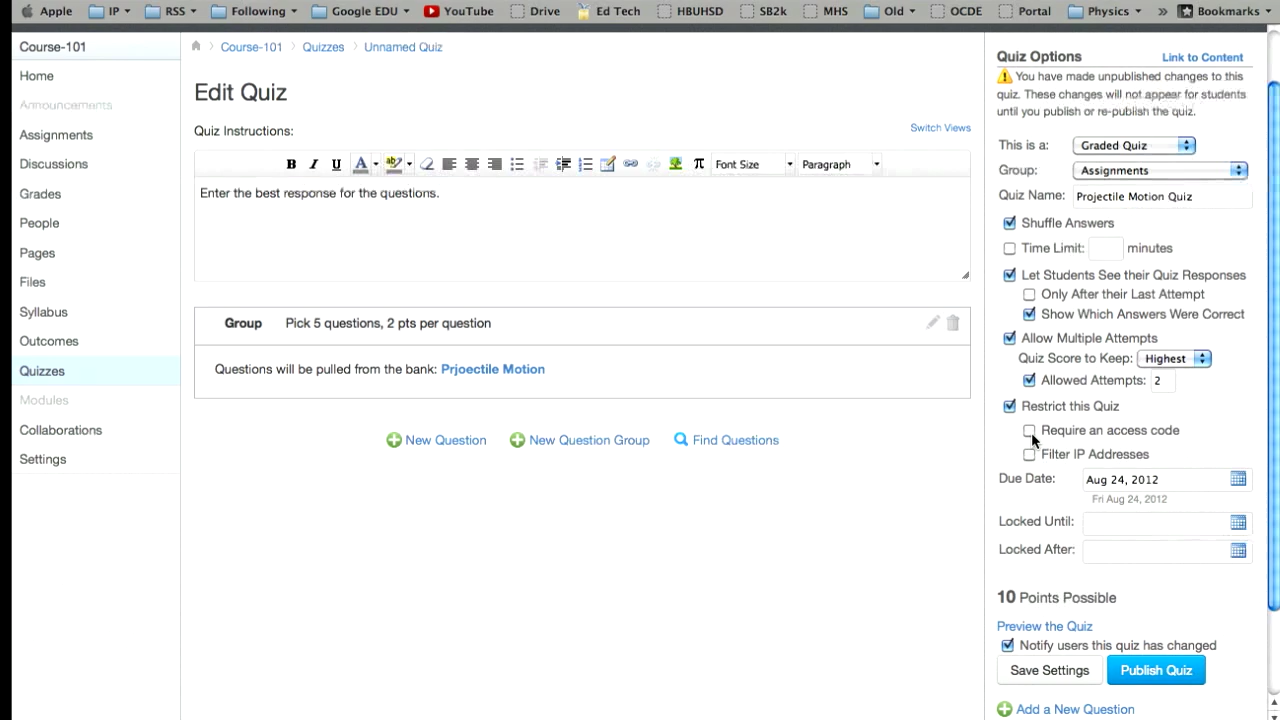 Apple IP RSS Following Google EDU YouTube Drive Ed Tech HBUHSD SB2k MHS Old OCDE Portal Physics » Bookmarks
Course-101
Home
Announcements
Assignments
Discussions
Grades
People
Pages
Files
Syllabus
Outcomes
Quizzes
Modules
Collaborations
Settings
Course-101 Quizzes Unnamed Quiz
Edit Quiz
Quiz Instructions:
Switch Views
B I U A ab π Font Size Paragraph
Enter the best response for the questions.
Group Pick 5 questions, 2 pts per question
Questions will be pulled from the bank: Prjoectile Motion
New Question New Question Group Find Questions
Quiz Options Link to Content
You have made unpublished changes to this
quiz. These changes will not appear for students
until you publish or re-publish the quiz.
This is a: Graded Quiz
Group: Assignments
Quiz Name: Projectile Motion Quiz
Shuffle Answers
Time Limit: minutes
Let Students See their Quiz Responses
Only After their Last Attempt
Show Which Answers Were Correct
Allow Multiple Attempts
Quiz Score to Keep: Highest
Allowed Attempts: 2
Restrict this Quiz
Require an access code
Filter IP Addresses
Due Date: Aug 24, 2012
Fri Aug 24, 2012
Locked Until:
Locked After:
10 Points Possible
Preview the Quiz
Notify users this quiz has changed
Save Settings Publish Quiz
Add a New Question